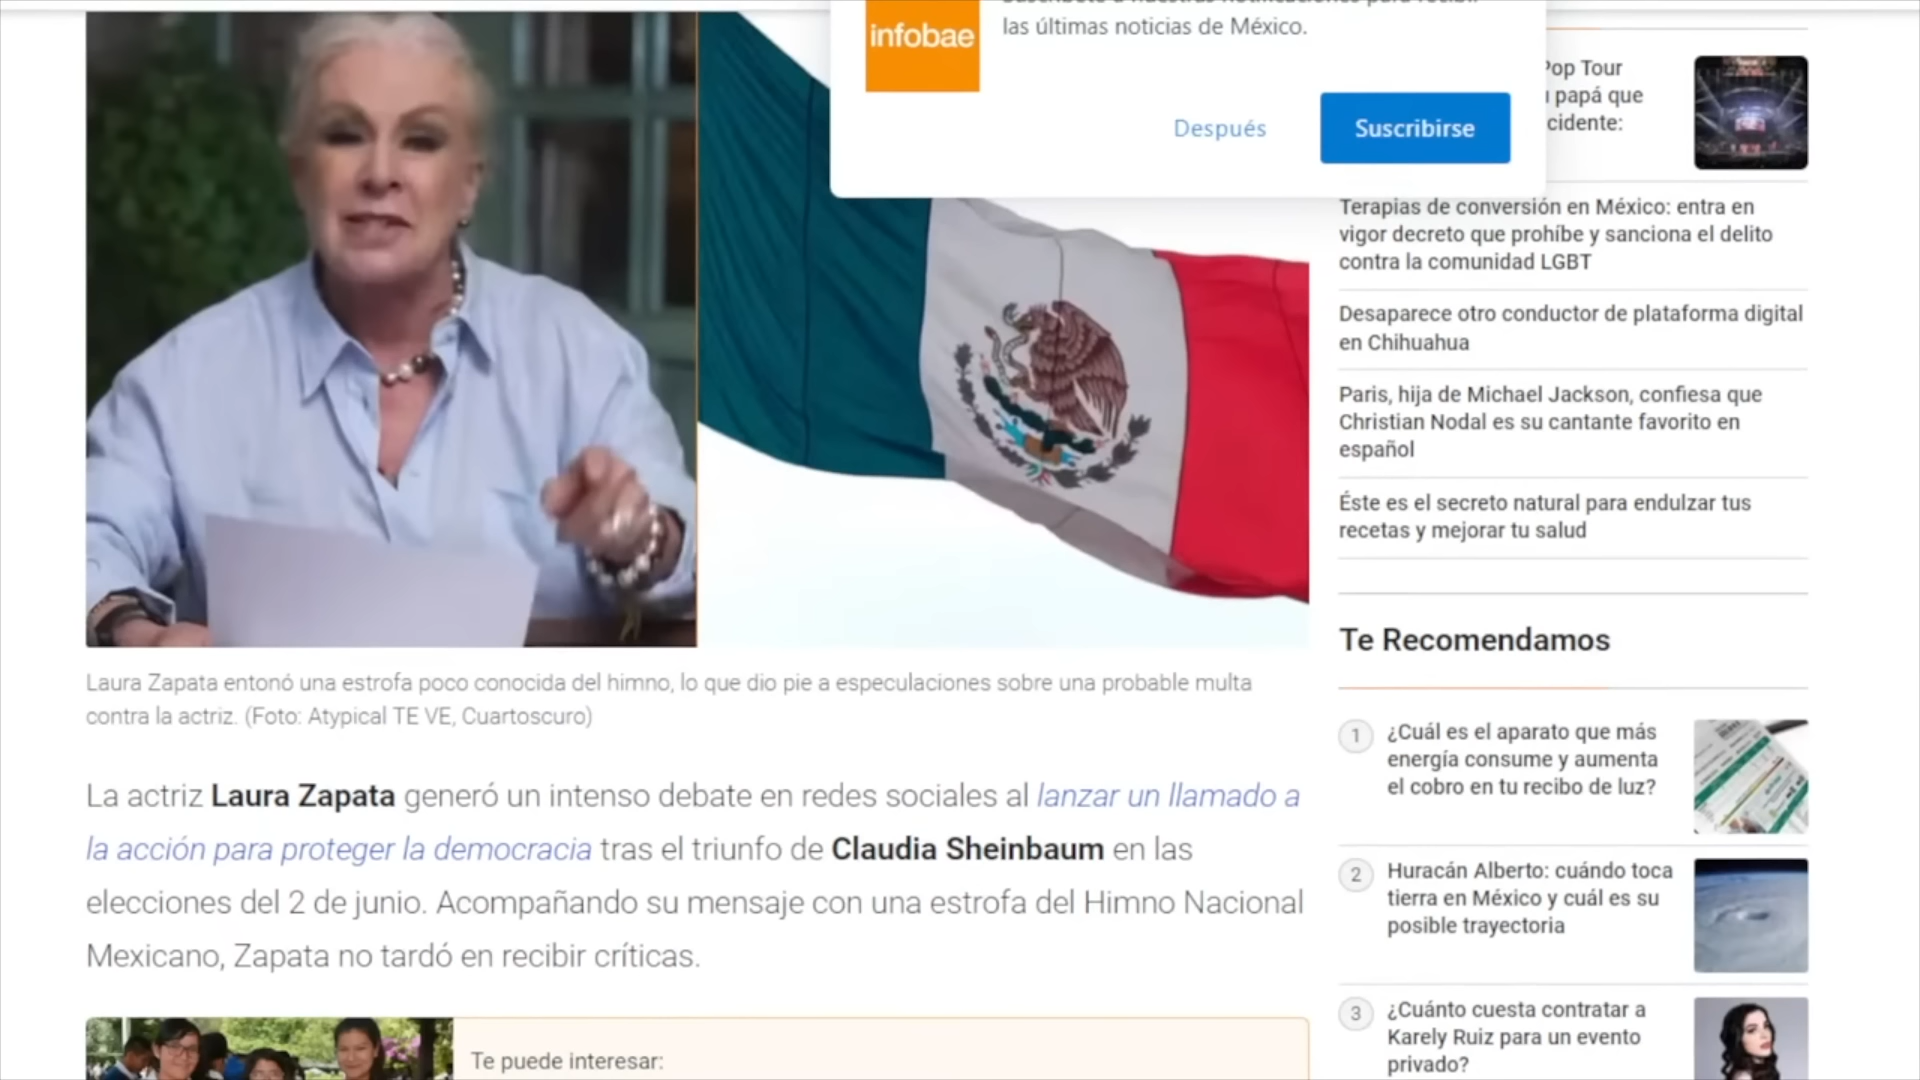 infobae
las últimas noticias de México.
Después
Suscribirse
Pop Tour
papá que
cidente:
Terapias de conversión en México: entra en
vigor decreto que prohíbe y sanciona el delito
contra la comunidad LGBT
Desaparece otro conductor de plataforma digital
en Chihuahua
Paris, hija de Michael Jackson, confiesa que
Christian Nodal es su cantante favorito en
español
Éste es el secreto natural para endulzar tus
recetas y mejorar tu salud
Te Recomendamos
1 ¿Cuál es el aparato que más
energía consume y aumenta
el cobro en tu recibo de luz?
2 Huracán Alberto: cuándo toca
tierra en México y cuál es su
posible trayectoria
3 ¿Cuánto cuesta contratar a
Karely Ruiz para un evento
privado?
Laura Zapata entonó una estrofa poco conocida del himno, lo que dio pie a especulaciones sobre una probable multa
contra la actriz. (Foto: Atypical TE VE, Cuartoscuro)
La actriz Laura Zapata generó un intenso debate en redes sociales al lanzar un llamado a
la acción para proteger la democracia tras el triunfo de Claudia Sheinbaum en las
elecciones del 2 de junio. Acompañando su mensaje con una estrofa del Himno Nacional
Mexicano, Zapata no tardó en recibir críticas.
Te puede interesar: